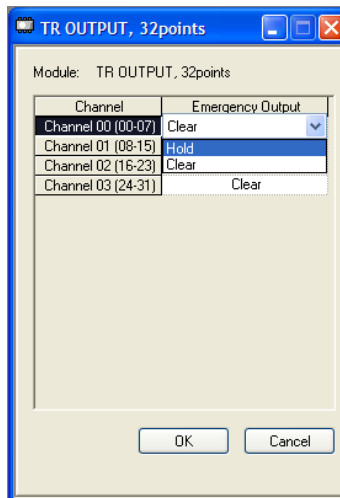 TR OUTPUT, 32points
Module: TR OUTPUT, 32points
Channel Emergency Output
Channel 00 (00-07) Clear
Channel 01 (08-15) Hold
Channel 02 (16-23) Clear
Channel 03 (24-31) Clear
OK Cancel